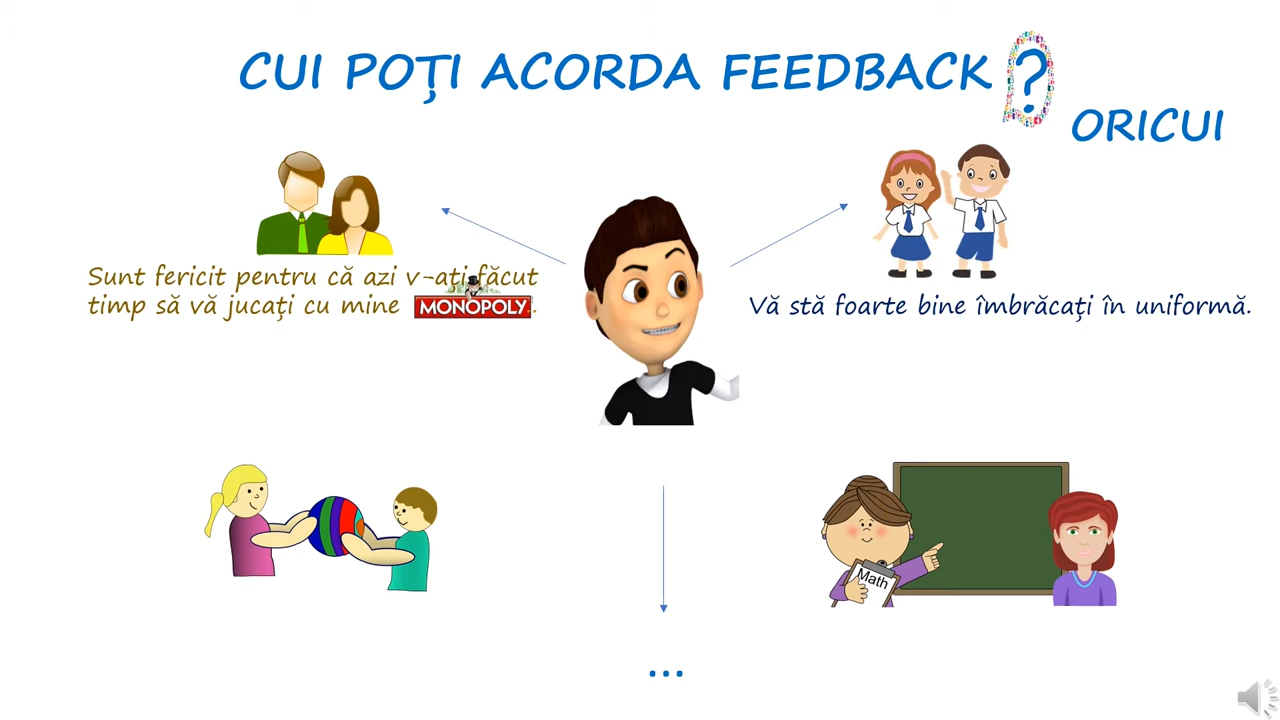 CUI POȚI ACORDA FEEDBACK ?
ORICUI
Sunt fericit pentru că azi v-ați făcut
timp să vă jucați cu mine MONOPOLY.
Vă stă foarte bine îmbrăcați în uniformă.
Math
...